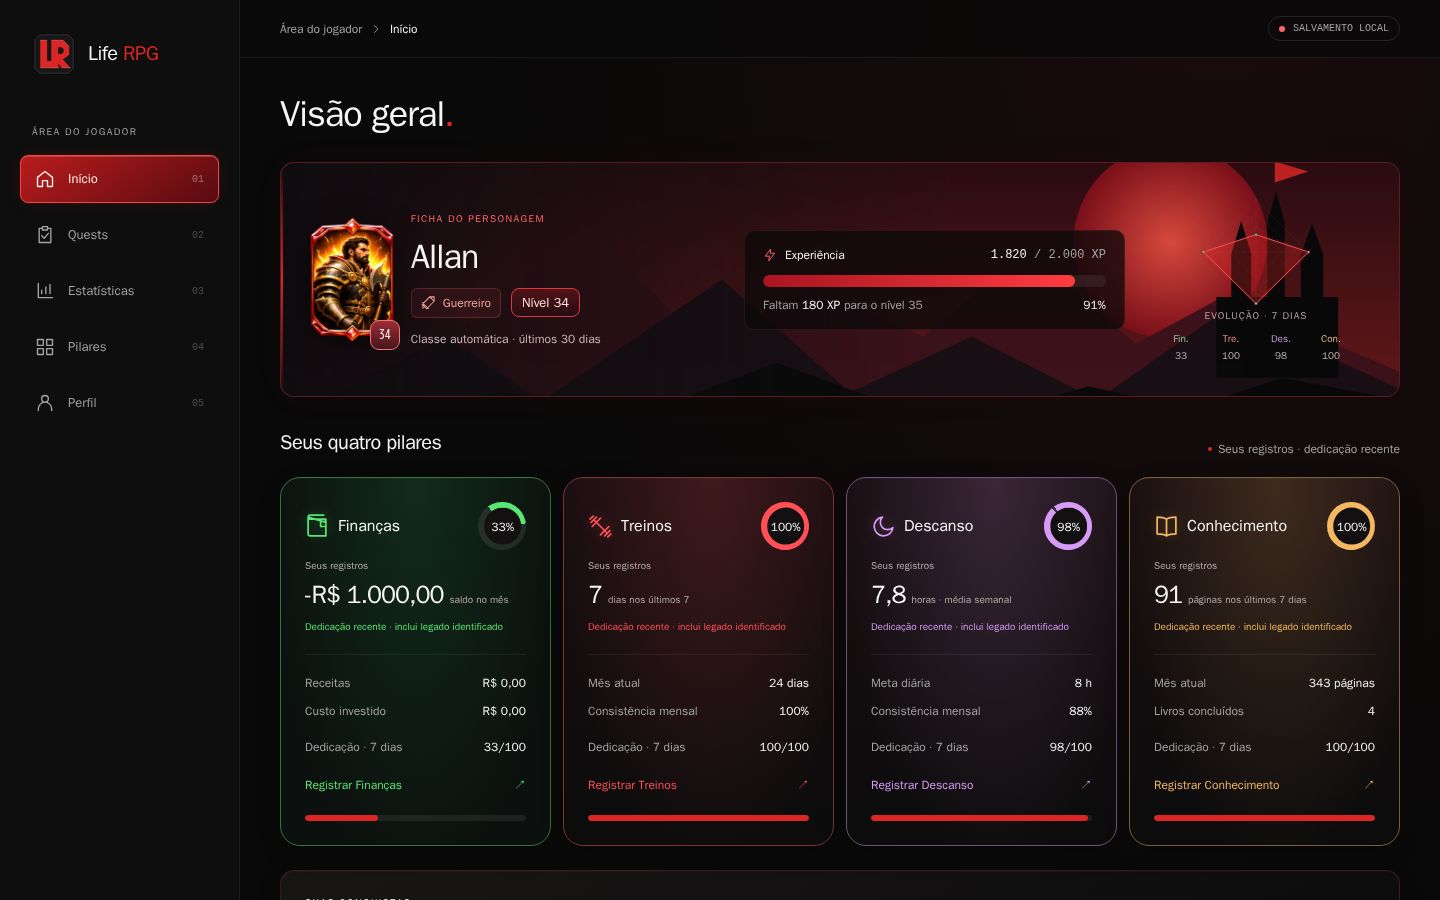 Life RPG
ÁREA DO JOGADOR
Início 01
Quests 02
Estatísticas 03
Pilares 04
Perfil 05
Área do jogador > Início
SALVAMENTO LOCAL
Visão geral.
FICHA DO PERSONAGEM
Allan
Guerreiro
Nível 34
34
Classe automática · últimos 30 dias
Experiência 1.820 / 2.000 XP
Faltam 180 XP para o nível 35 91%
EVOLUÇÃO · 7 DIAS
Fin. Tre. Des. Con.
33 100 98 100
Seus quatro pilares
Seus registros · dedicação recente
Finanças 33%
Seus registros
-R$ 1.000,00 saldo no mês
Dedicação recente · inclui legado identificado
Receitas R$ 0,00
Custo investido R$ 0,00
Dedicação · 7 dias 33/100
Registrar Finanças ↗
Treinos 100%
Seus registros
7 dias nos últimos 7
Dedicação recente · inclui legado identificado
Mês atual 24 dias
Consistência mensal 100%
Dedicação · 7 dias 100/100
Registrar Treinos ↗
Descanso 98%
Seus registros
7,8 horas · média semanal
Dedicação recente · inclui legado identificado
Meta diária 8 h
Consistência mensal 88%
Dedicação · 7 dias 98/100
Registrar Descanso ↗
Conhecimento 100%
Seus registros
91 páginas nos últimos 7 dias
Dedicação recente · inclui legado identificado
Mês atual 343 páginas
Livros concluídos 4
Dedicação · 7 dias 100/100
Registrar Conhecimento ↗